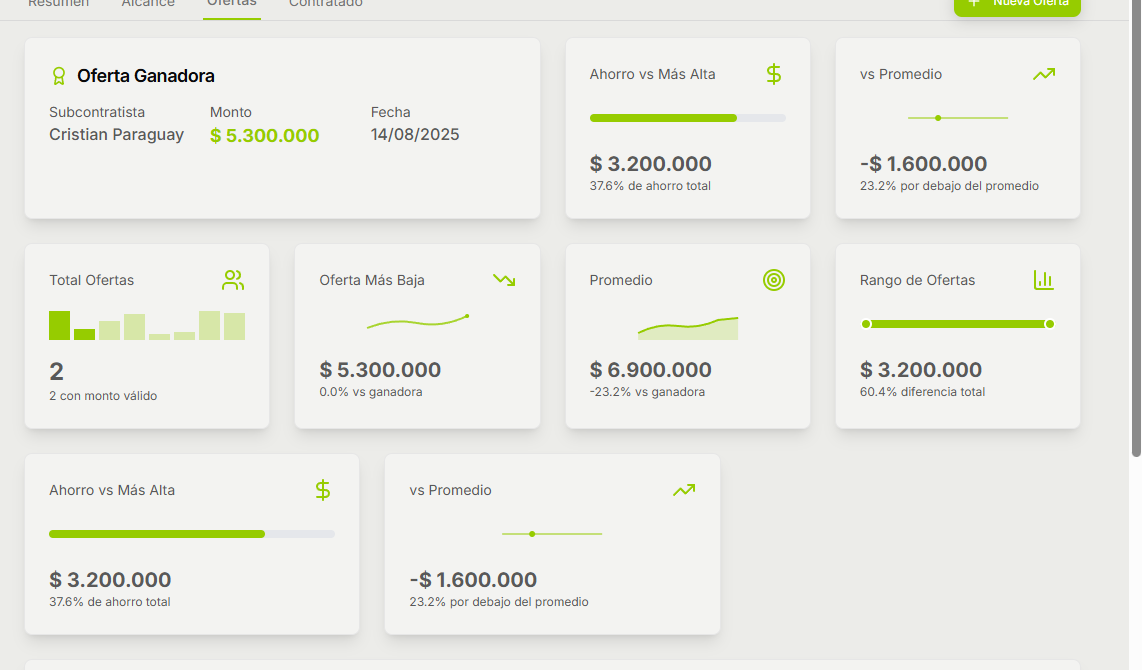 Resumen Alcance Ofertas Contratado
+ Nueva Oferta
Oferta Ganadora
Subcontratista Monto Fecha
Cristian Paraguay $ 5.300.000 14/08/2025
Ahorro vs Más Alta
$ 3.200.000
37.6% de ahorro total
vs Promedio
-$ 1.600.000
23.2% por debajo del promedio
Total Ofertas
2
2 con monto válido
Oferta Más Baja
$ 5.300.000
0.0% vs ganadora
Promedio
$ 6.900.000
-23.2% vs ganadora
Rango de Ofertas
$ 3.200.000
60.4% diferencia total
Ahorro vs Más Alta
$ 3.200.000
37.6% de ahorro total
vs Promedio
-$ 1.600.000
23.2% por debajo del promedio